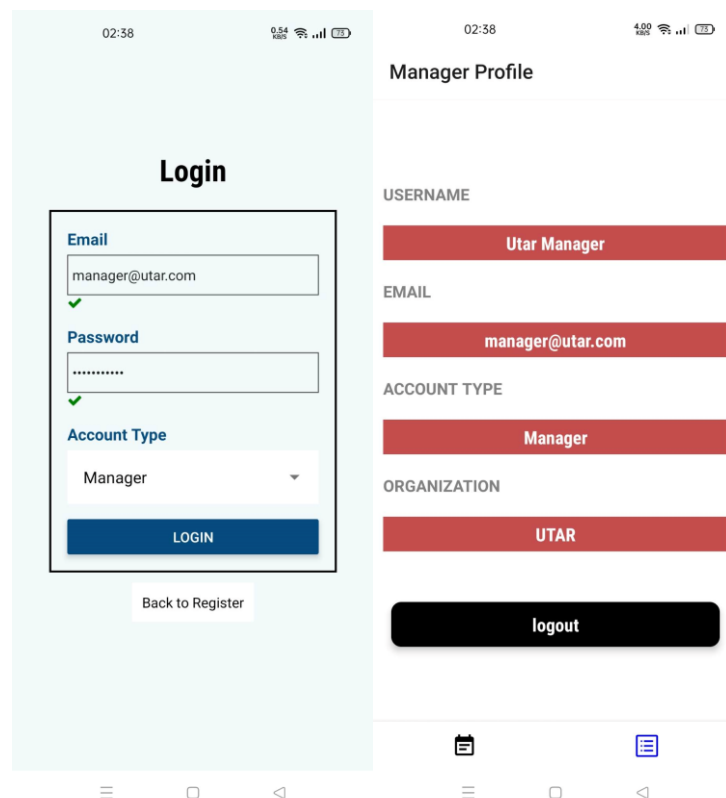 02:38
0.54
KB/S
73
Login
Email
manager@utar.com
Password
•••••••••••
Account Type
Manager
LOGIN
Back to Register
02:38
4.00
KB/S
73
Manager Profile
USERNAME
Utar Manager
EMAIL
manager@utar.com
ACCOUNT TYPE
Manager
ORGANIZATION
UTAR
logout